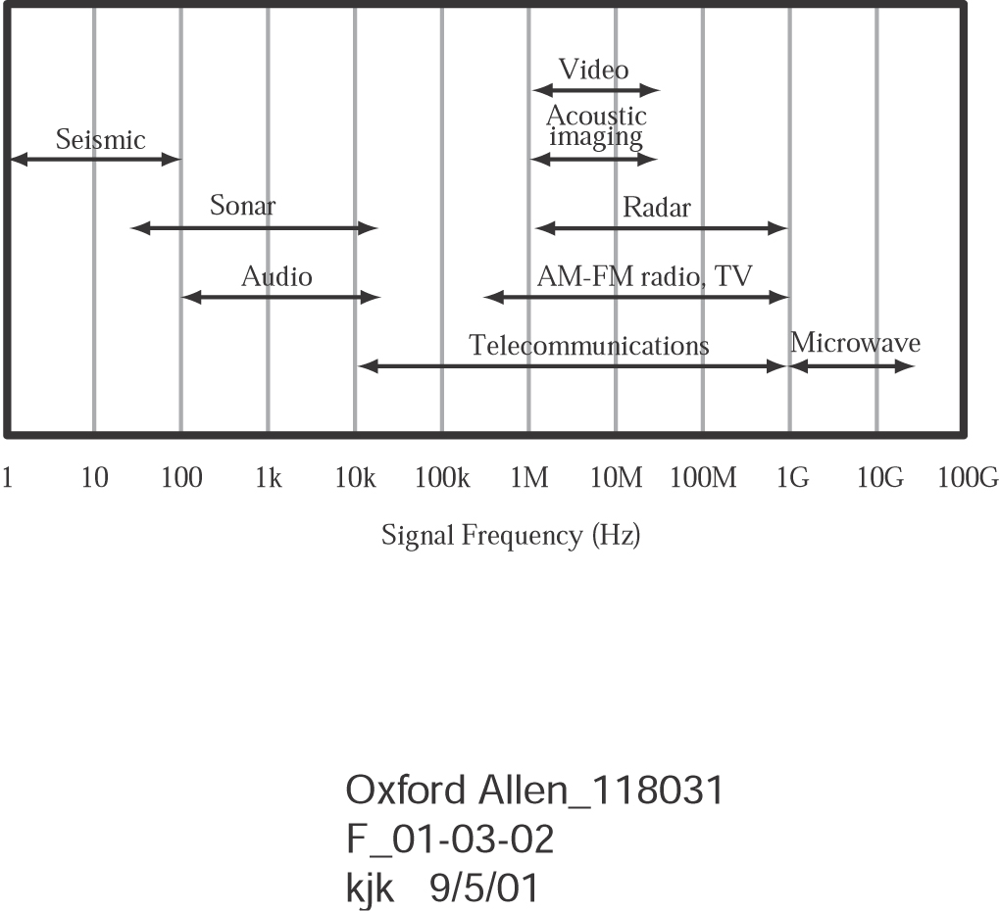 Video
Acoustic
imaging
Seismic
Sonar
Radar
Audio
AM-FM radio, TV
Telecommunications
Microwave
1 10 100 1k 10k 100k 1M 10M 100M 1G 10G 100G
Signal Frequency (Hz)
Oxford Allen_118031
F_01-03-02
kjk 9/5/01